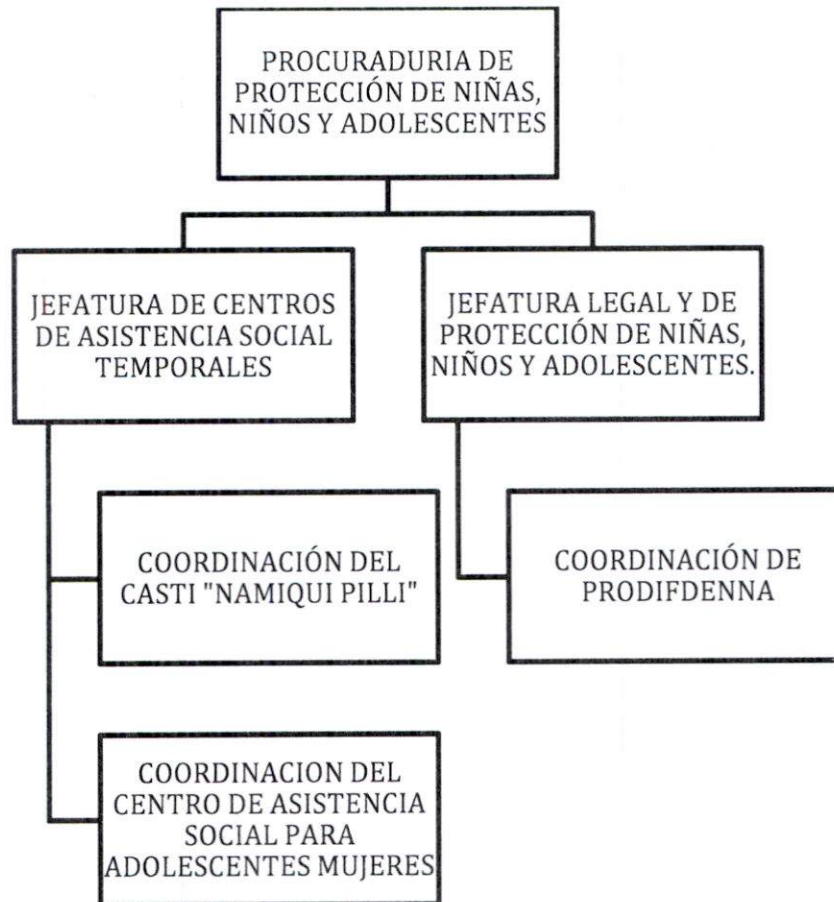 PROCURADURIA DE
PROTECCIÓN DE NIÑAS,
NIÑOS Y ADOLESCENTES
JEFATURA DE CENTROS
DE ASISTENCIA SOCIAL
TEMPORALES
JEFATURA LEGAL Y DE
PROTECCIÓN DE NIÑAS,
NIÑOS Y ADOLESCENTES.
COORDINACIÓN DEL
CASTI "NAMIQUI PILLI"
COORDINACIÓN DE
PRODIFDENNA
COORDINACION DEL
CENTRO DE ASISTENCIA
SOCIAL PARA
ADOLESCENTES MUJERES